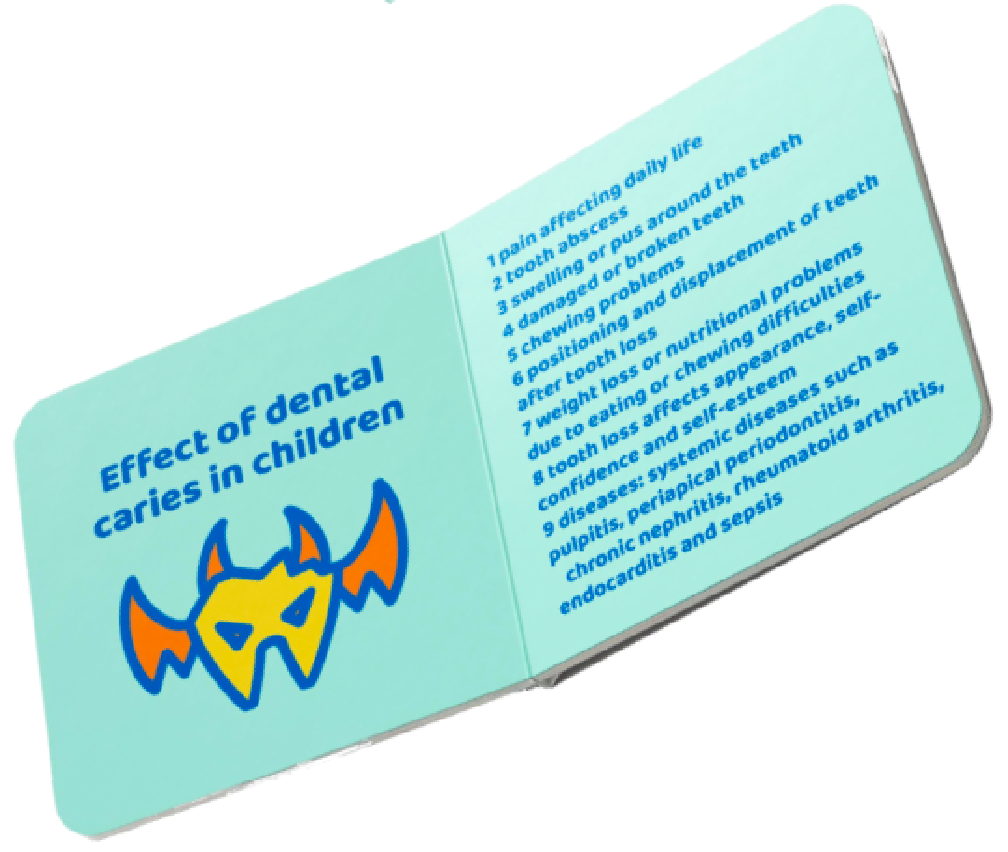 Effect of dental
caries in children
1 pain affecting daily life
2 tooth abscess
3 swelling or pus around the teeth
4 damaged or broken teeth
5 chewing problems
6 positioning and displacement of teeth
after tooth loss
7 weight loss or nutritional problems
due to eating or chewing difficulties
8 tooth loss affects appearance, self-
confidence and self-esteem
9 diseases: systemic diseases such as
pulpitis, periapical periodontitis,
chronic nephritis, rheumatoid arthritis,
endocarditis and sepsis